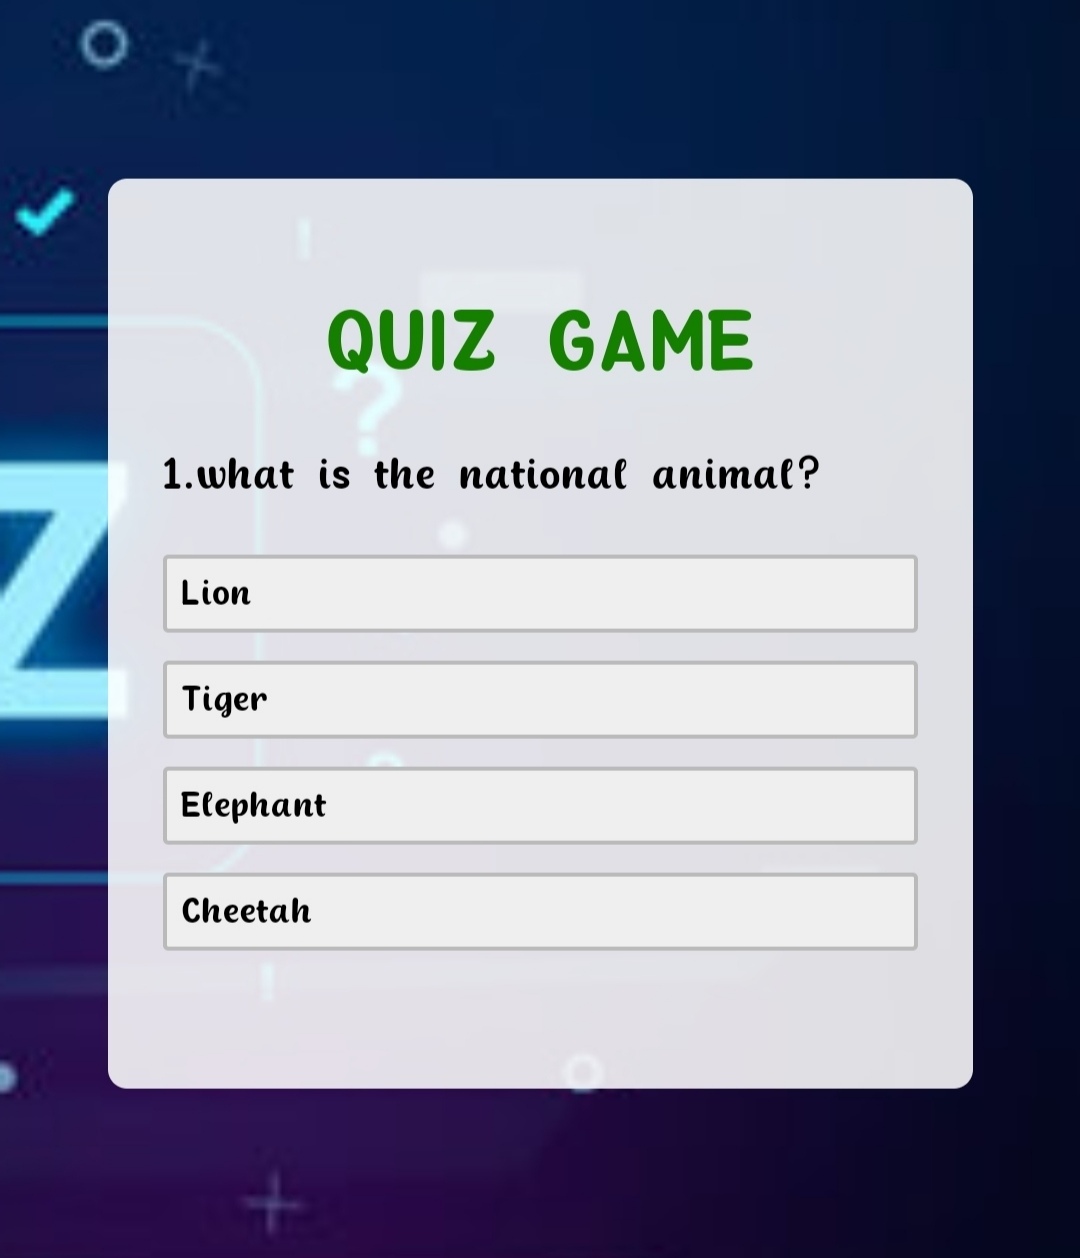 QUIZ GAME
1.what is the national animal?
Lion
Tiger
Elephant
Cheetah
Z